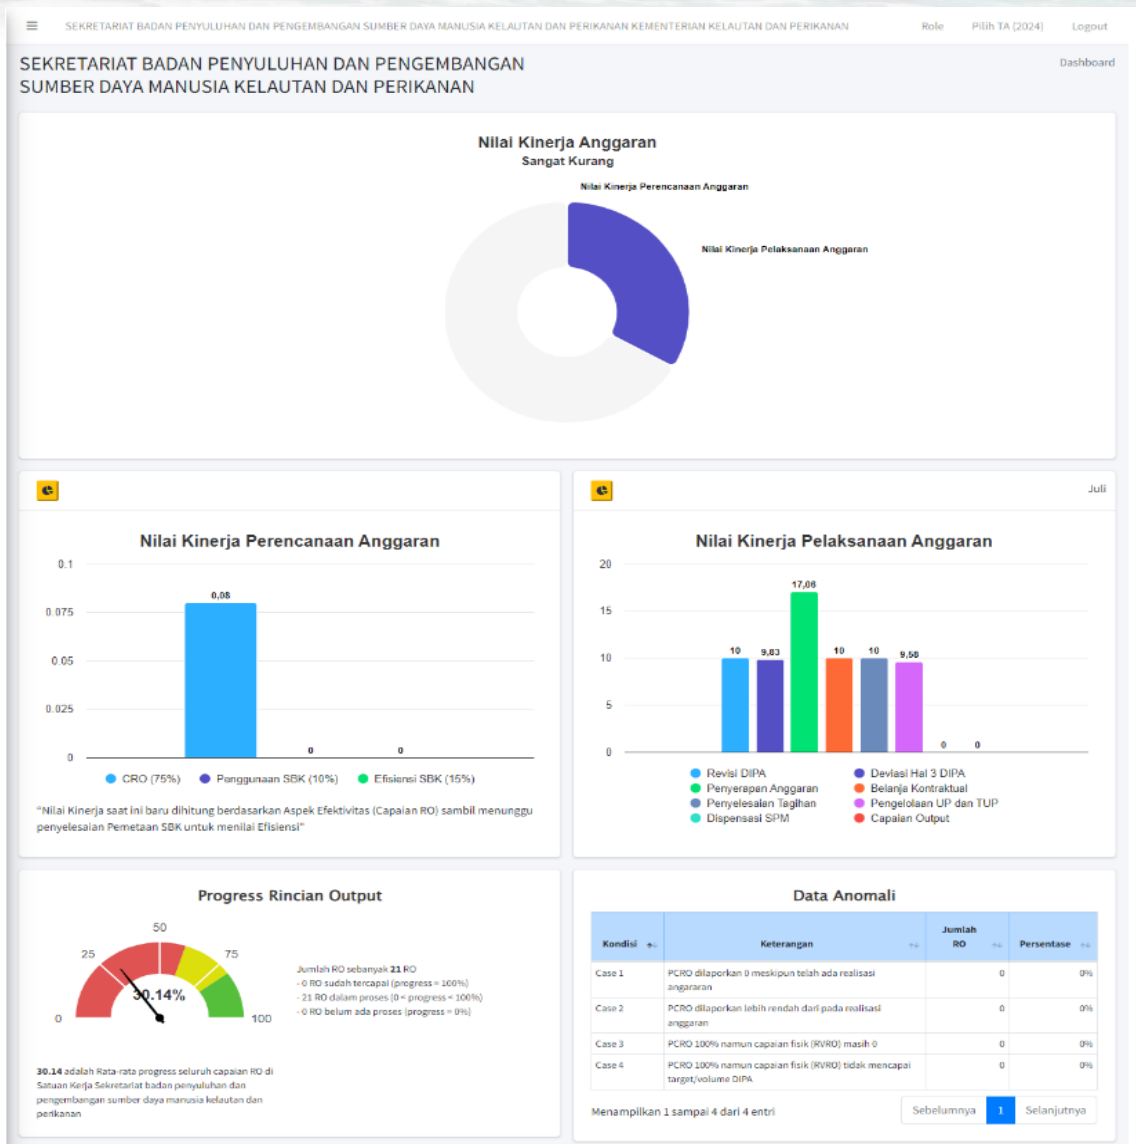 SEKRETARIAT BADAN PENYULUHAN DAN PENGEMBANGAN SUMBER DAYA MANUSIA KELAUTAN DAN PERIKANAN KEMENTERIAN KELAUTAN DAN PERIKANAN
Role
Pilih TA (2024)
Logout
SEKRETARIAT BADAN PENYULUHAN DAN PENGEMBANGAN
SUMBER DAYA MANUSIA KELAUTAN DAN PERIKANAN
Dashboard
Nilai Kinerja Anggaran
Sangat Kurang
Nilai Kinerja Perencanaan Anggaran
Nilai Kinerja Pelaksanaan Anggaran
Nilai Kinerja Perencanaan Anggaran
0.1
0.075
0.05
0.025
0
0,08
0
0
CRO (75%)
Penggunaan SBK (10%)
Efisiensi SBK (15%)
"Nilai Kinerja saat ini baru dihitung berdasarkan Aspek Efektivitas (Capaian RO) sambil menunggu
penyelesaian Pemetaan SBK untuk menilai Efisiensi"
Juli
Nilai Kinerja Pelaksanaan Anggaran
20
15
10
5
0
10
9,83
17,06
10
10
9,58
0
0
Revisi DIPA
Deviasi Hal 3 DIPA
Penyerapan Anggaran
Belanja Kontraktual
Penyelesaian Tagihan
Pengelolaan UP dan TUP
Dispensasi SPM
Capaian Output
Progress Rincian Output
0
25
50
75
100
30.14%
Jumlah RO sebanyak 21 RO
- 0 RO sudah tercapai (progress = 100%)
- 21 RO dalam proses (0 < progress < 100%)
- 0 RO belum ada proses (progress = 0%)
30.14 adalah Rata-rata progress seluruh capaian RO di
Satuan Kerja Sekretariat badan penyuluhan dan
pengembangan sumber daya manusia kelautan dan
perikanan
Data Anomali
Kondisi
Keterangan
Jumlah
RO
Persentase
Case 1
PCRO dilaporkan 0 meskipun telah ada realisasi
angararan
0
0%
Case 2
PCRO dilaporkan lebih rendah dari pada realisasi
anggaran
0
0%
Case 3
PCRO 100% namun capaian fisik (RVRO) masih 0
0
0%
Case 4
PCRO 100% namun capaian fisik (RVRO) tidak mencapai
target/volume DIPA
0
0%
Menampilkan 1 sampai 4 dari 4 entri
Sebelumnya
1
Selanjutnya